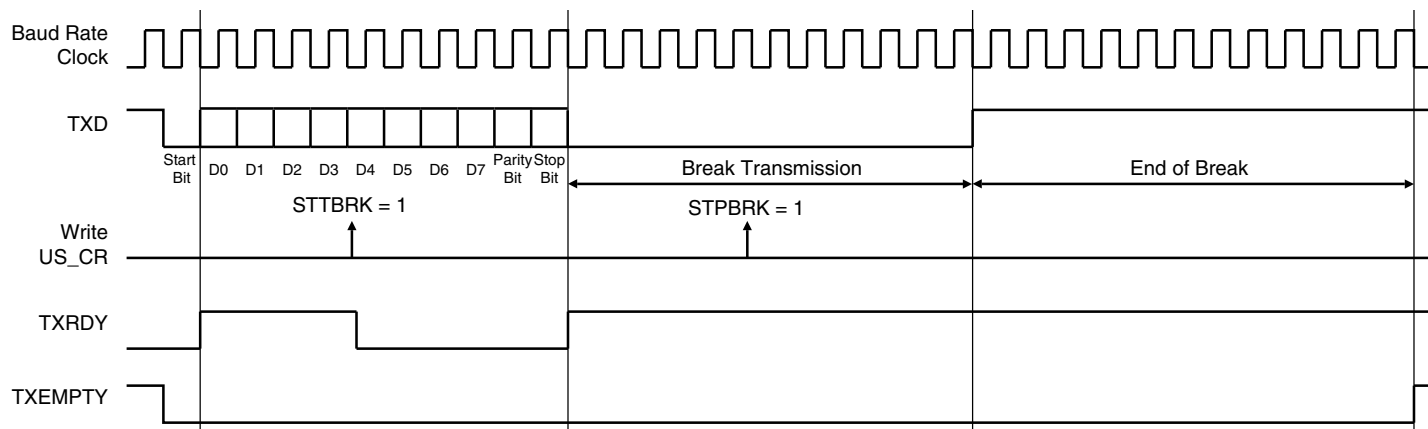 Baud Rate
Clock
TXD
Start
Bit
D0
D1
D2
D3
D4
D5
D6
D7
Parity
Bit
Stop
Bit
Break Transmission
End of Break
STTBRK = 1
STPBRK = 1
Write
US_CR
TXRDY
TXEMPTY